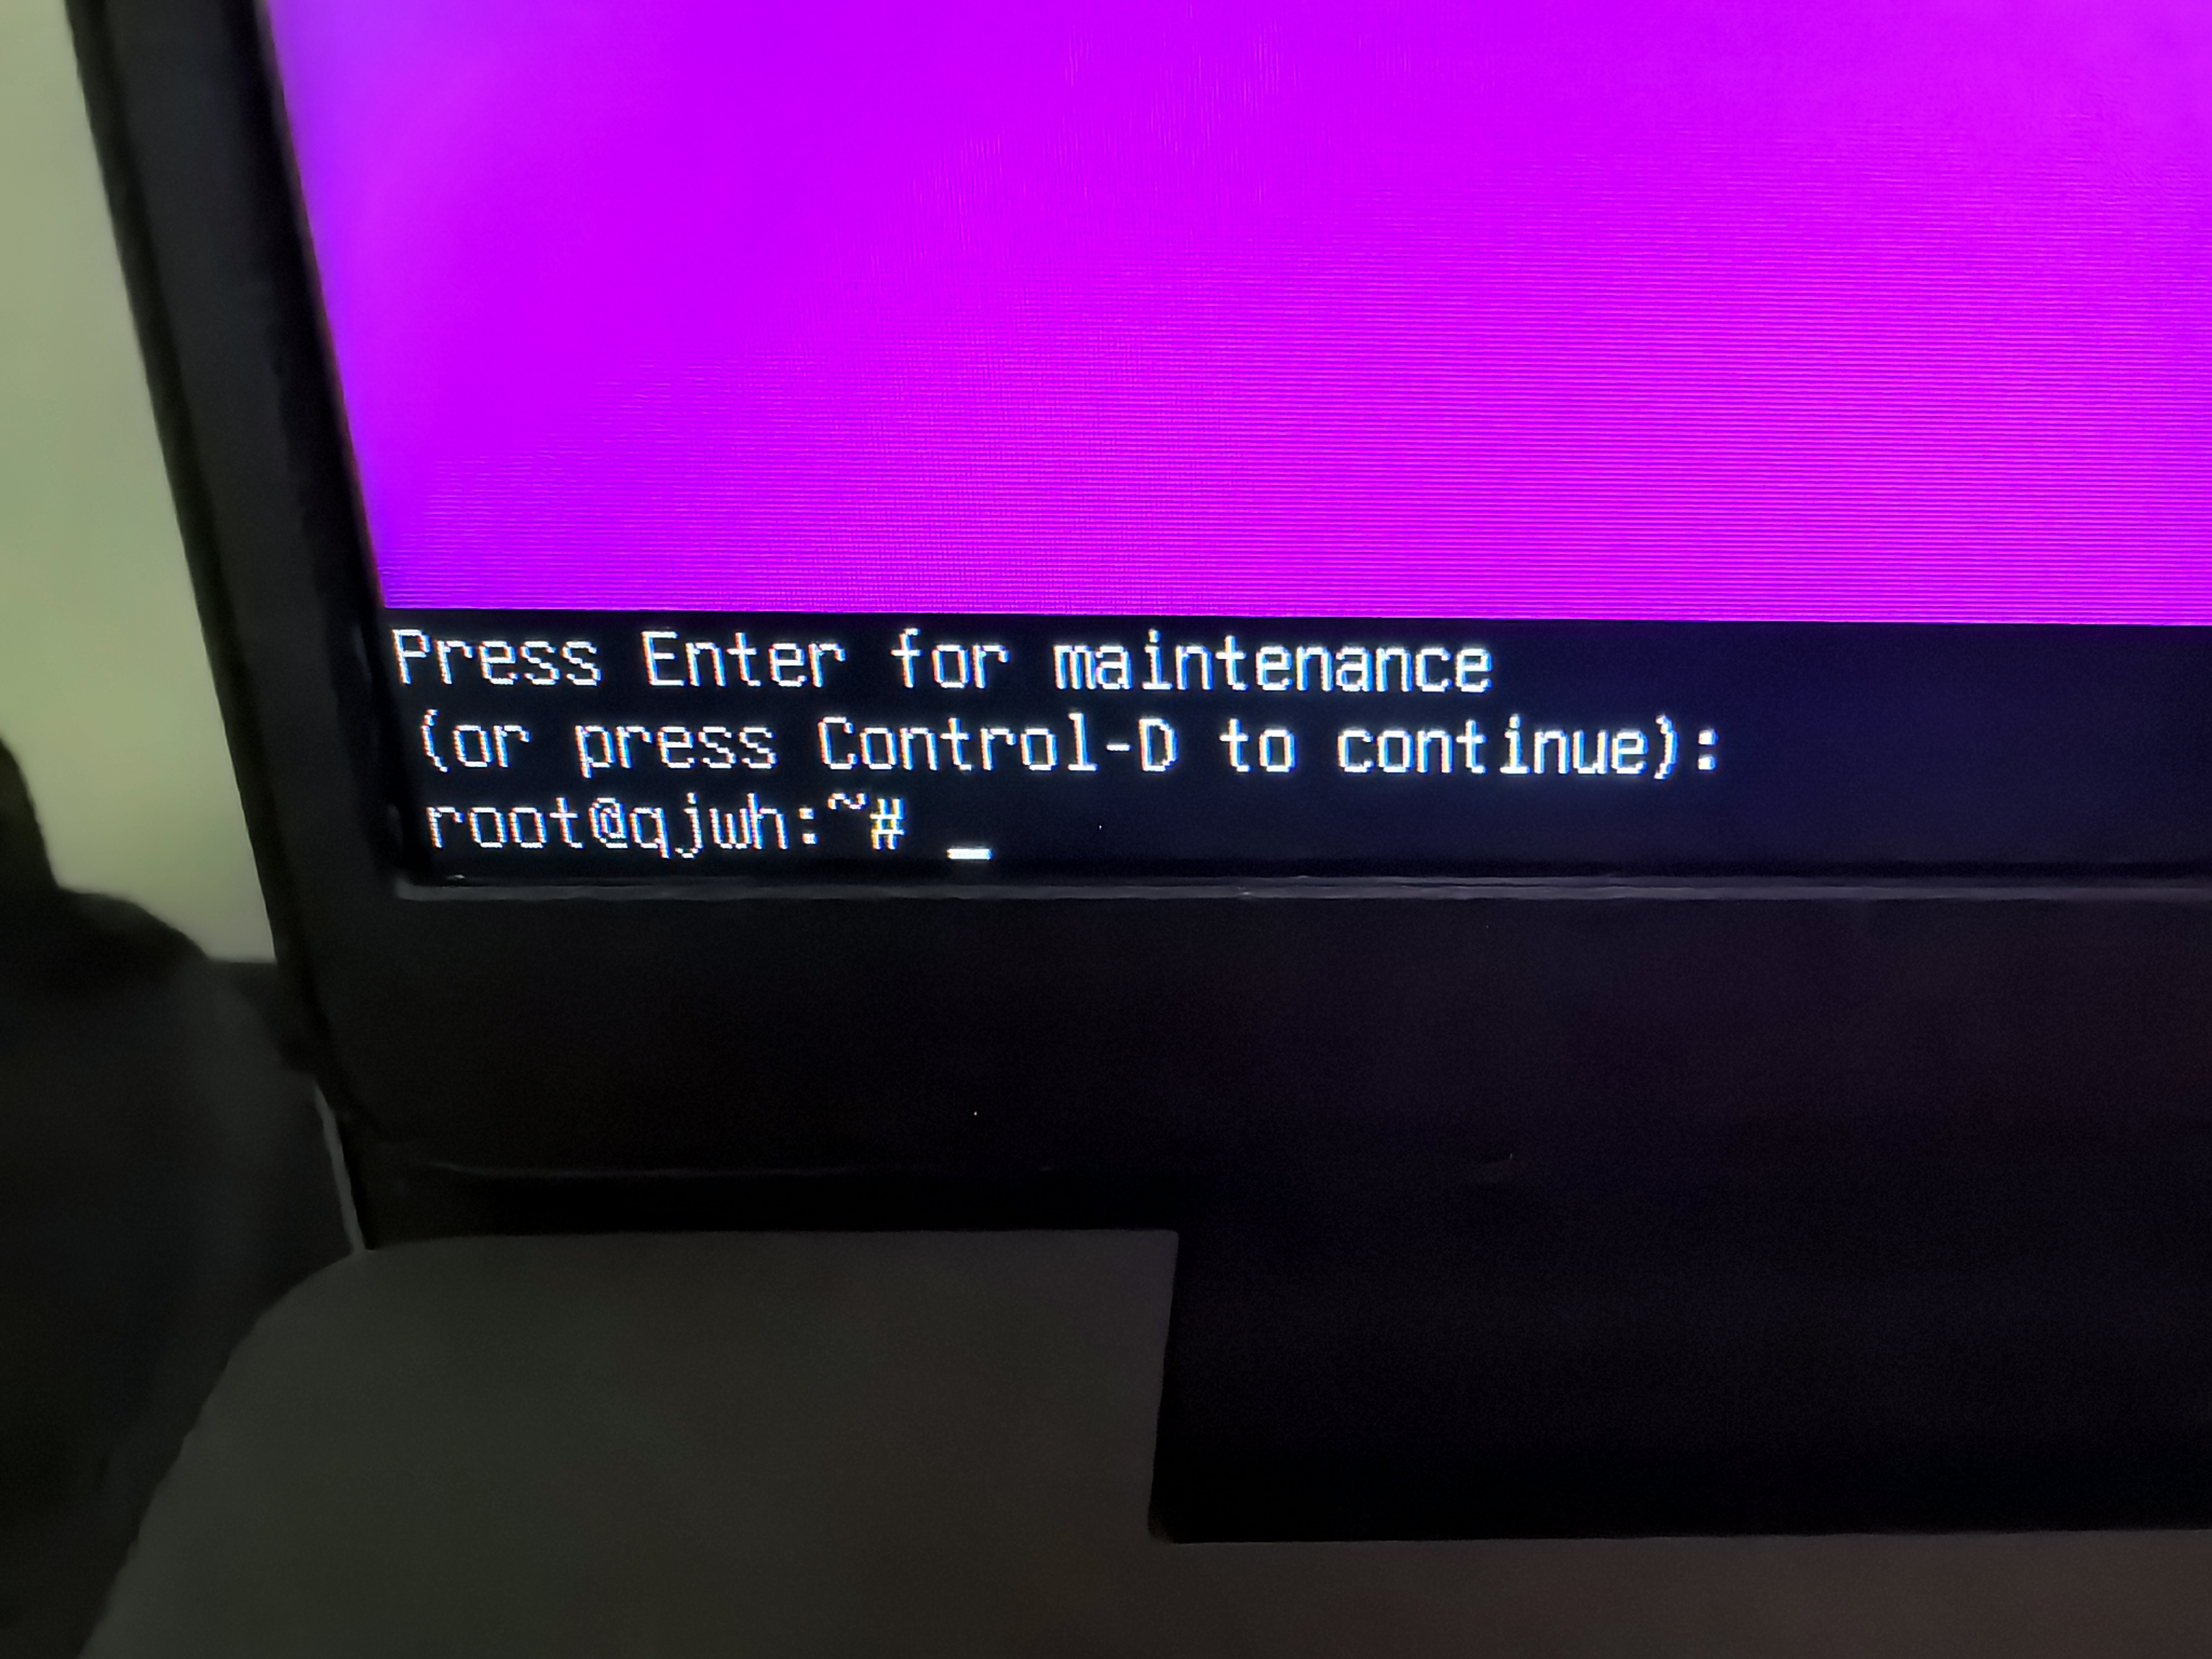 Press Enter for maintenance
(or press Control-D to continue):
root@qjwh:~# _